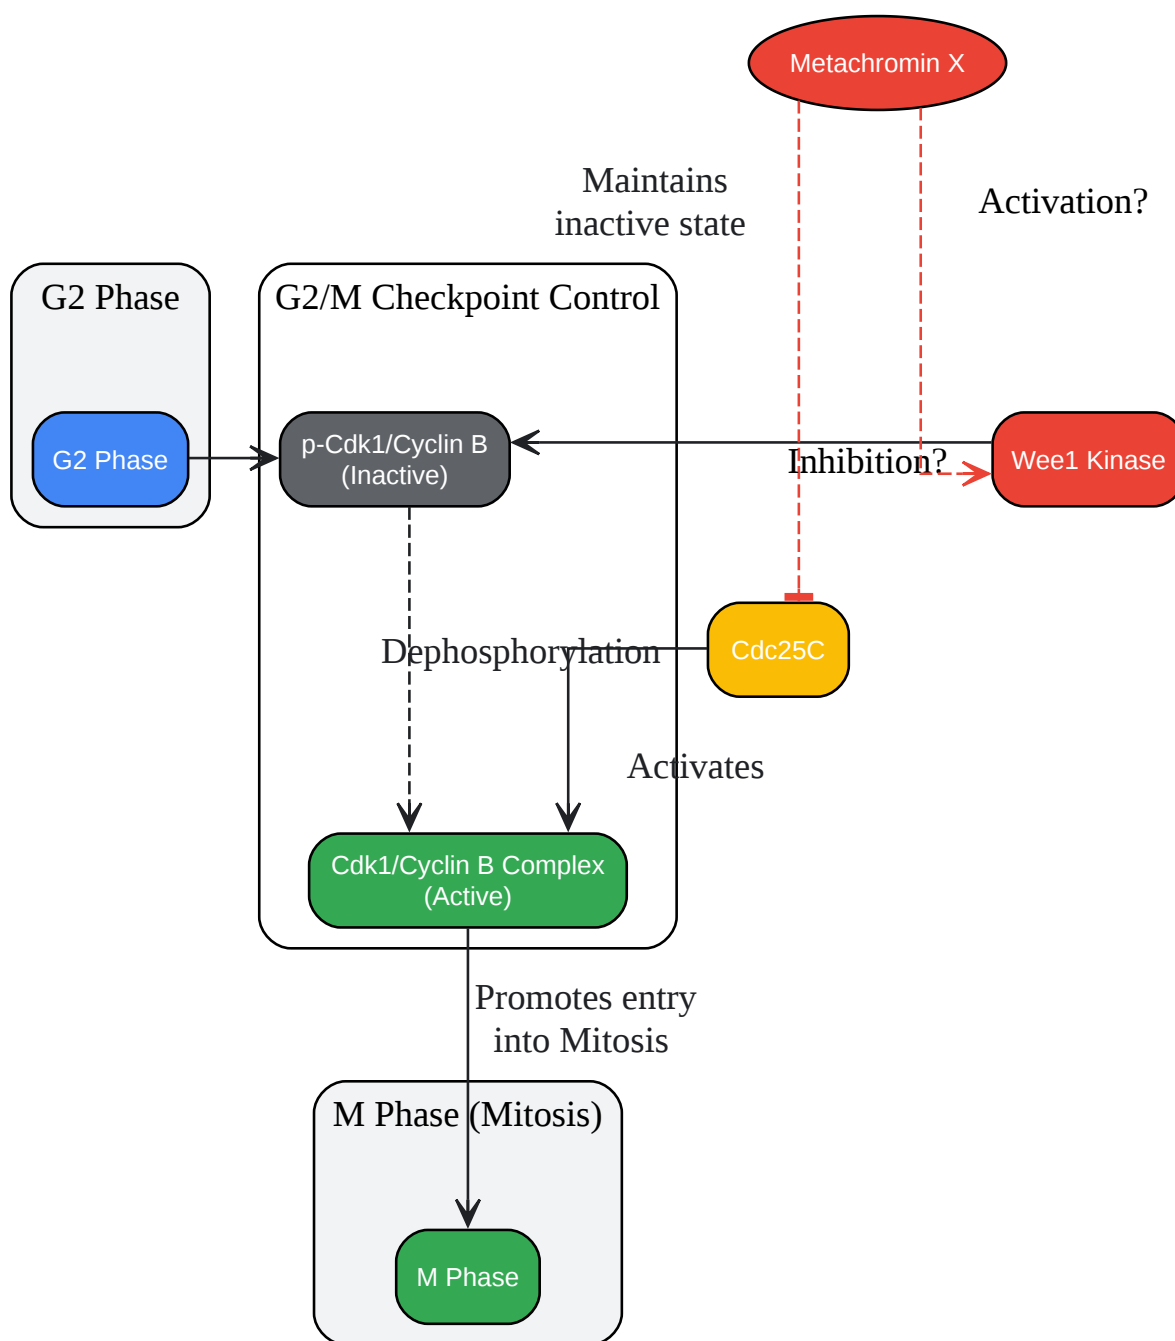 Metachromin X
Maintains
inactive state
Activation?
G2 Phase
G2/M Checkpoint Control
G2 Phase
p-Cdk1/Cyclin B
(Inactive)
Inhibition?
Wee1 Kinase
Dephosphorylation
Cdc25C
Activates
Cdk1/Cyclin B Complex
(Active)
Promotes entry
into Mitosis
M Phase (Mitosis)
M Phase